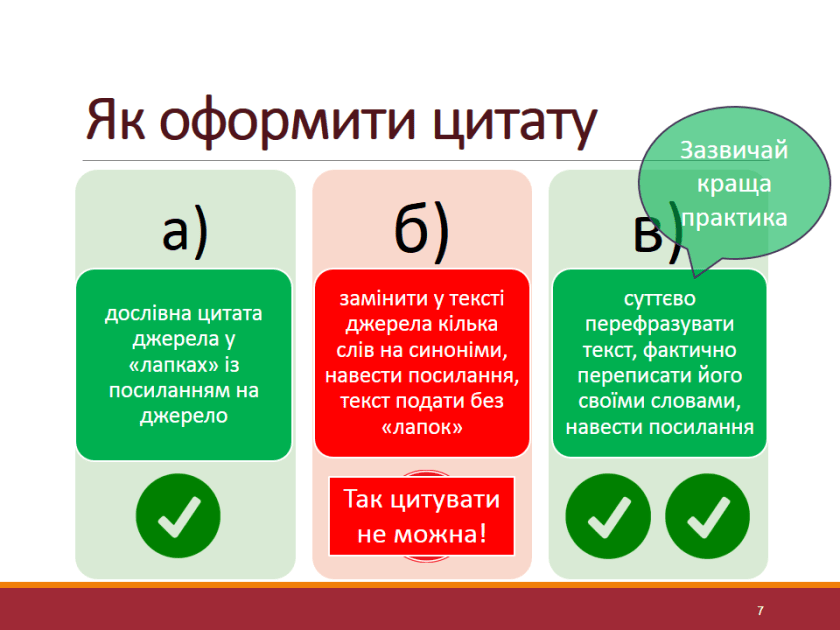 Як оформити цитату
Зазвичай
краща
практика
а)
дослівна цитата
джерела у
«лапках» із
посиланням на
джерело
б)
замінити у тексті
джерела кілька
слів на синоніми,
навести посилання,
текст подати без
«лапок»
Так цитувати
не можна!
в)
суттєво
перефразувати
текст, фактично
переписати його
своїми словами,
навести посилання
7